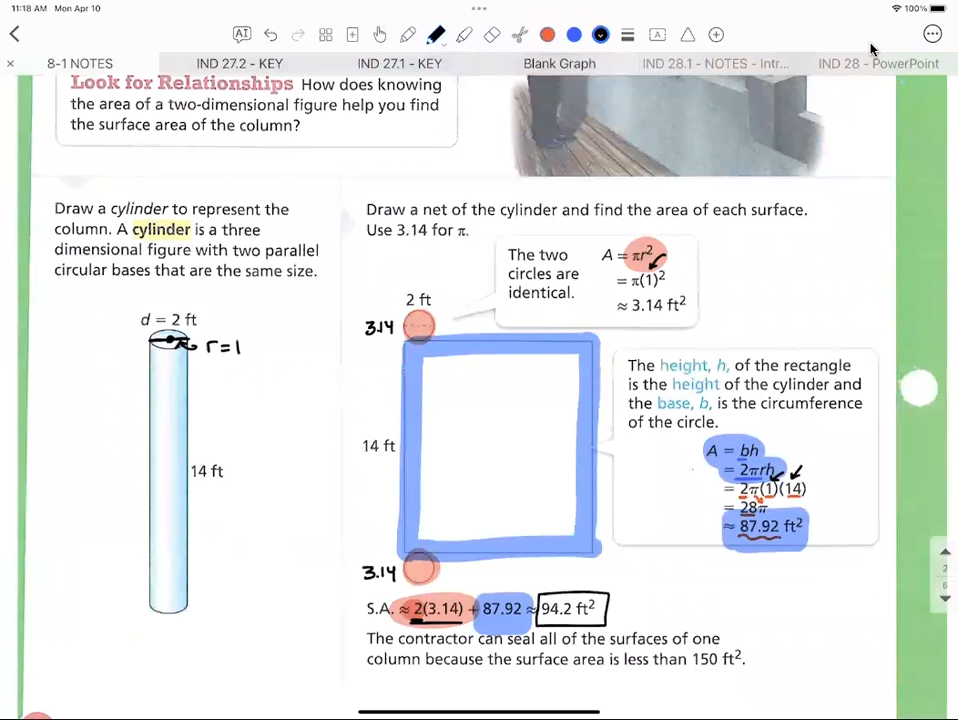 11:18 AM Mon Apr 10
100%
AI
A
8-1 NOTES
IND 27.2 - KEY
IND 27.1 - KEY
Blank Graph
IND 28.1 - NOTES - Intr...
IND 28 - PowerPoint
Look for Relationships How does knowing
the area of a two-dimensional figure help you find
the surface area of the column?
Draw a cylinder to represent the
column. A cylinder is a three
dimensional figure with two parallel
circular bases that are the same size.
d = 2 ft
r=1
14 ft
Draw a net of the cylinder and find the area of each surface.
Use 3.14 for π.
The two
circles are
identical.
A = πr²
= π(1)²
≈ 3.14 ft²
2 ft
3.14
14 ft
The height, h, of the rectangle
is the height of the cylinder and
the base, b, is the circumference
of the circle.
A = bh
= 2πrh
= 2π(1)(14)
= 28π
≈ 87.92 ft²
3.14
S.A. ≈ 2(3.14) + 87.92 ≈ 94.2 ft²
The contractor can seal all of the surfaces of one
column because the surface area is less than 150 ft².
2
6